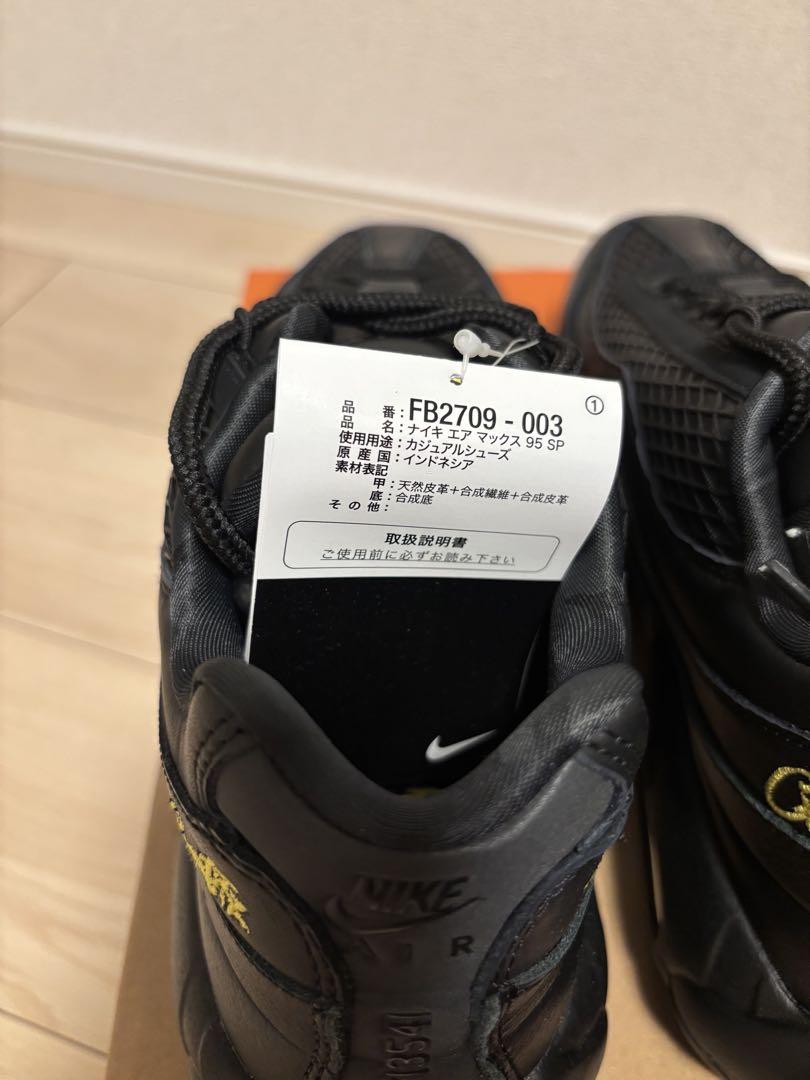 ①
品 番:FB2709-003
品 名:ナイキ エア マックス 95 SP
使用用途:カジュアルシューズ
原 産 国:インドネシア
素材表記
甲:天然皮革+合成繊維+合成皮革
底:合成底
そ の 他:
取扱説明書
ご使用前に必ずお読み下さい
NIKE
AIR